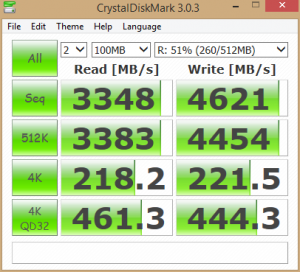 CrystalDiskMark 3.0.3
File Edit Theme Help Language
All 2 100MB R: 51% (260/512MB)
Read [MB/s] Write [MB/s]
Seq 3348 4621
512K 3383 4454
4K 218.2 221.5
4K QD32 461.3 444.3